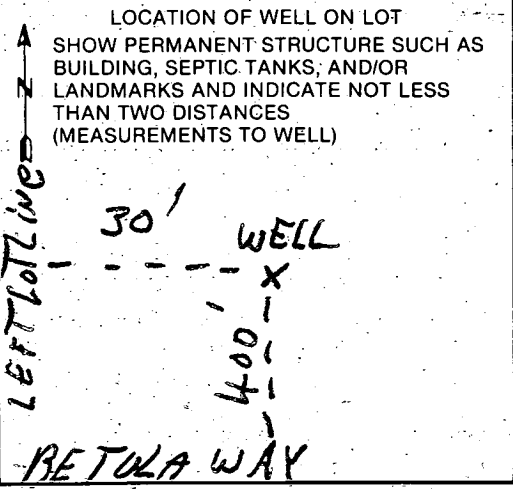 LOCATION OF WELL ON LOT
SHOW PERMANENT STRUCTURE SUCH AS
BUILDING, SEPTIC TANKS, AND/OR
LANDMARKS AND INDICATE NOT LESS
THAN TWO DISTANCES
(MEASUREMENTS TO WELL)
N
LEFT LOT LINE
30'
WELL
X
400'
BETULA WAY